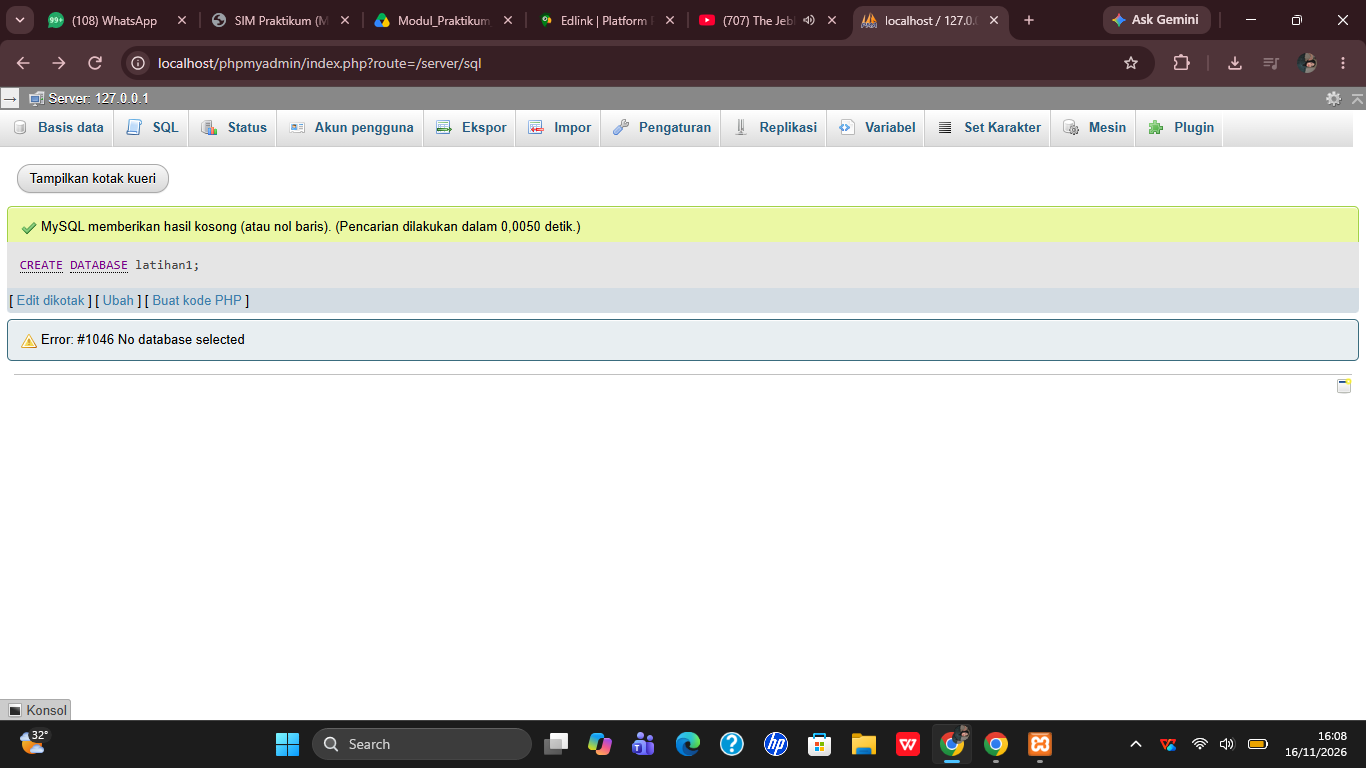 99+ (108) WhatsApp
SIM Praktikum (M
Modul_Praktikum
Edlink | Platform
(707) The Jeb
localhost / 127.0.
Ask Gemini
localhost/phpmyadmin/index.php?route=/server/sql
Server: 127.0.0.1
Basis data SQL Status Akun pengguna Ekspor Impor Pengaturan Replikasi Variabel Set Karakter Mesin Plugin
Tampilkan kotak kueri
MySQL memberikan hasil kosong (atau nol baris). (Pencarian dilakukan dalam 0,0050 detik.)
CREATE DATABASE latihan1;
[ Edit dikotak ] [ Ubah ] [ Buat kode PHP ]
Error: #1046 No database selected
Konsol
32°
Search
16:08
16/11/2026